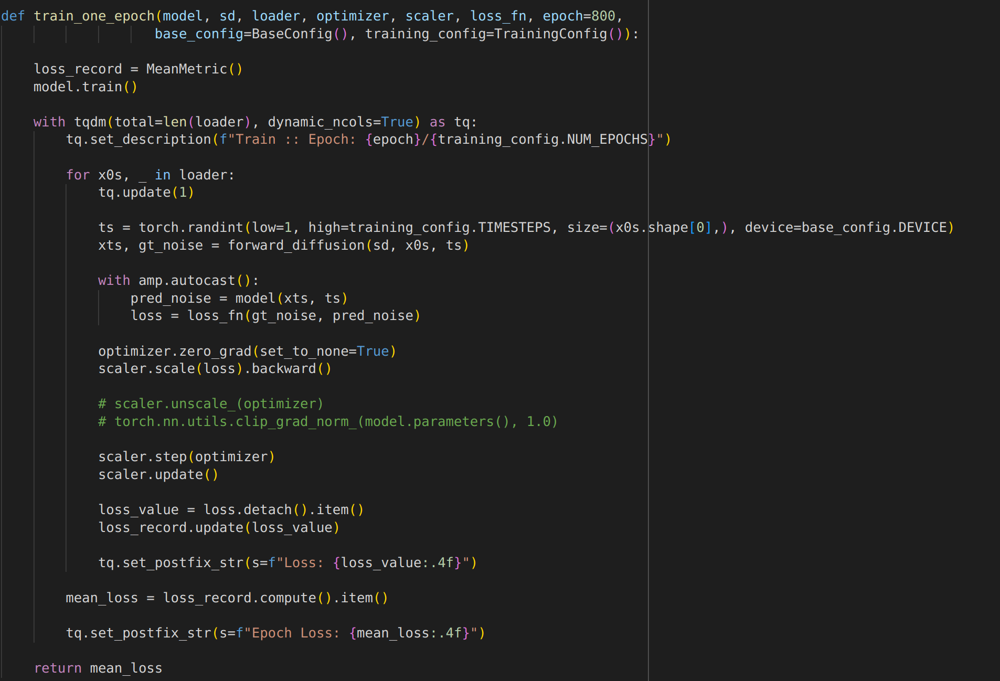 def train_one_epoch(model, sd, loader, optimizer, scaler, loss_fn, epoch=800,
                   base_config=BaseConfig(), training_config=TrainingConfig()):

    loss_record = MeanMetric()
    model.train()

    with tqdm(total=len(loader), dynamic_ncols=True) as tq:
        tq.set_description(f"Train :: Epoch: {epoch}/{training_config.NUM_EPOCHS}")

        for x0s, _ in loader:
            tq.update(1)

            ts = torch.randint(low=1, high=training_config.TIMESTEPS, size=(x0s.shape[0],), device=base_config.DEVICE)
            xts, gt_noise = forward_diffusion(sd, x0s, ts)

            with amp.autocast():
                pred_noise = model(xts, ts)
                loss = loss_fn(gt_noise, pred_noise)

            optimizer.zero_grad(set_to_none=True)
            scaler.scale(loss).backward()

            # scaler.unscale_(optimizer)
            # torch.nn.utils.clip_grad_norm_(model.parameters(), 1.0)

            scaler.step(optimizer)
            scaler.update()

            loss_value = loss.detach().item()
            loss_record.update(loss_value)

            tq.set_postfix_str(s=f"Loss: {loss_value:.4f}")

        mean_loss = loss_record.compute().item()

        tq.set_postfix_str(s=f"Epoch Loss: {mean_loss:.4f}")

    return mean_loss